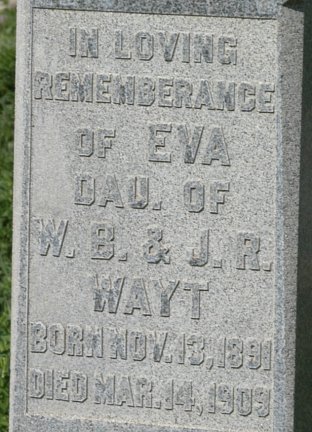 IN LOVING
REMEMBERANCE
OF EVA
DAU. OF
W. B. & J. R.
WAYT
BORN NOV. 13, 1891
DIED MAR. 14, 1909